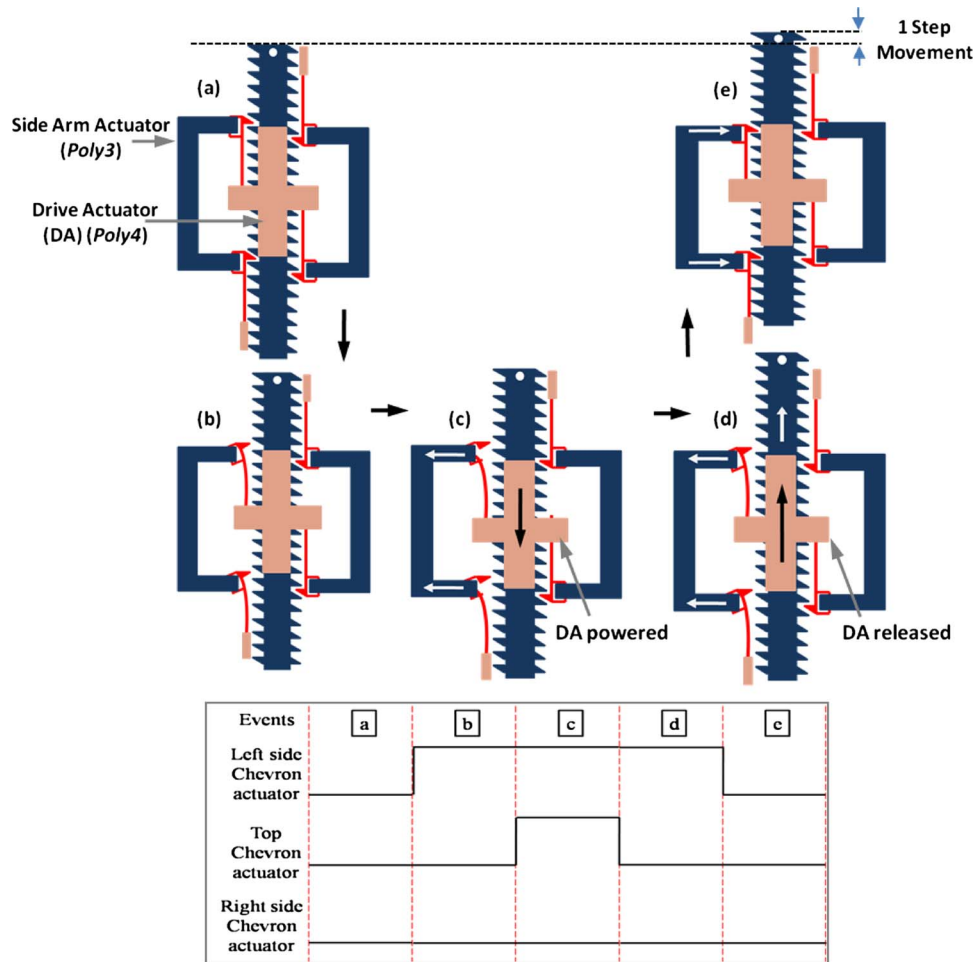 1 Step
Movement
(a)
(e)
Side Arm Actuator
(Poly3)
Drive Actuator
(DA) (Poly4)
(b)
(c)
(d)
DA powered
DA released
Events a b c d c
Left side
Chevron
actuator
Top
Chevron
actuator
Right side
Chevron
actuator